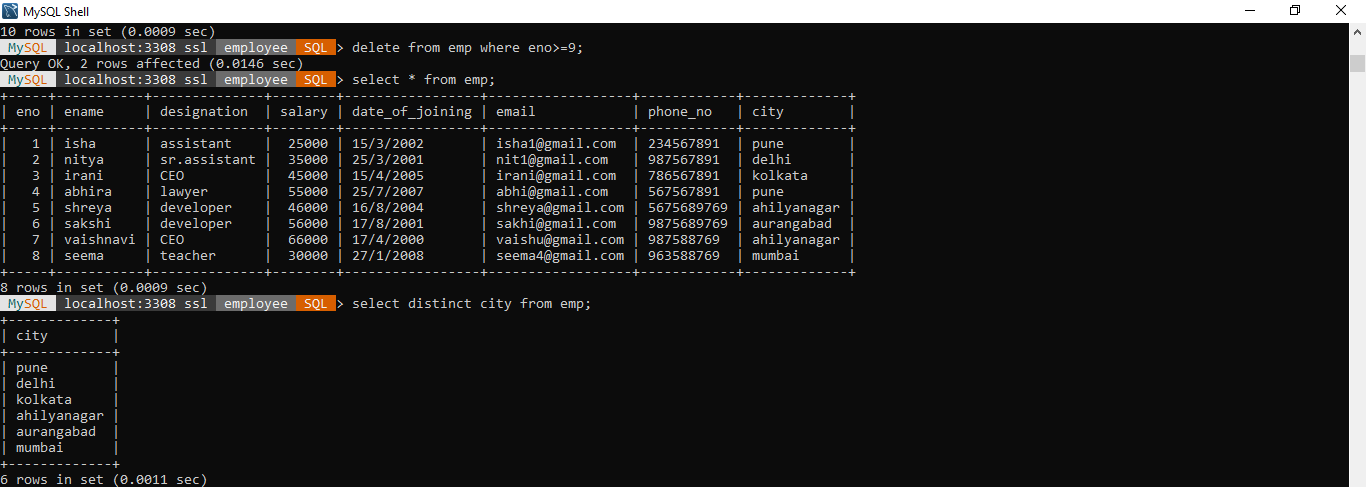 MySQL Shell
10 rows in set (0.0009 sec)
MySQL localhost:3308 ssl employee SQL > delete from emp where eno>=9;
Query OK, 2 rows affected (0.0146 sec)
MySQL localhost:3308 ssl employee SQL > select * from emp;
+-----+-----------+--------------+--------+-----------------+------------------+------------+-------------+
| eno | ename     | designation  | salary | date_of_joining | email            | phone_no   | city        |
+-----+-----------+--------------+--------+-----------------+------------------+------------+-------------+
|   1 | isha      | assistant    |  25000 | 15/3/2002       | isha1@gmail.com  | 234567891  | pune        |
|   2 | nitya     | sr.assistant |  35000 | 25/3/2001       | nit1@gmail.com   | 987567891  | delhi       |
|   3 | irani     | CEO          |  45000 | 15/4/2005       | irani@gmail.com  | 786567891  | kolkata     |
|   4 | abhira    | lawyer       |  55000 | 25/7/2007       | abhi@gmail.com   | 567567891  | pune        |
|   5 | shreya    | developer    |  46000 | 16/8/2004       | shreya@gmail.com | 5675689769 | ahilyanagar |
|   6 | sakshi    | developer    |  56000 | 17/8/2001       | sakhi@gmail.com  | 9875689769 | aurangabad  |
|   7 | vaishnavi | CEO          |  66000 | 17/4/2000       | vaishu@gmail.com | 987588769  | ahilyanagar |
|   8 | seema     | teacher      |  30000 | 27/1/2008       | seema4@gmail.com | 963588769  | mumbai      |
+-----+-----------+--------------+--------+-----------------+------------------+------------+-------------+
8 rows in set (0.0009 sec)
MySQL localhost:3308 ssl employee SQL > select distinct city from emp;
+-------------+
| city        |
+-------------+
| pune        |
| delhi       |
| kolkata     |
| ahilyanagar |
| aurangabad  |
| mumbai      |
+-------------+
6 rows in set (0.0011 sec)